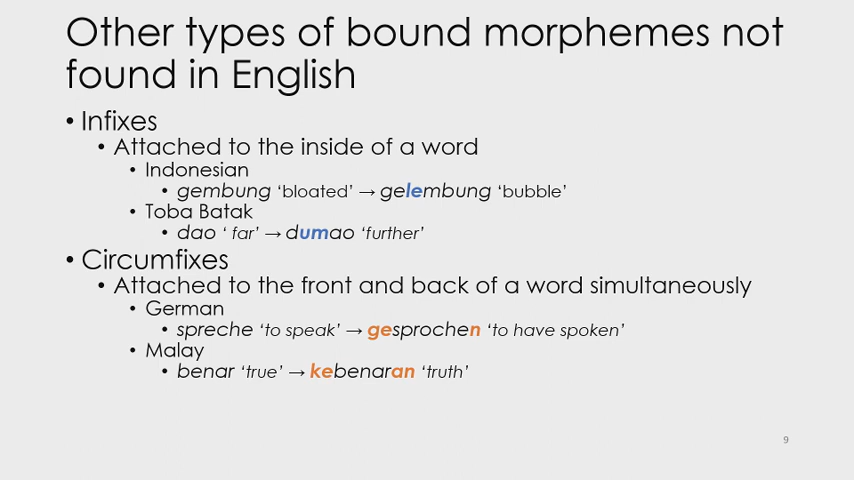 Other types of bound morphemes not
found in English
• Infixes
• Attached to the inside of a word
• Indonesian
• gembung ‘bloated’ → gelembung ‘bubble’
• Toba Batak
• dao ‘ far’ → dumao ‘further’
• Circumfixes
• Attached to the front and back of a word simultaneously
• German
• spreche ‘to speak’ → gesprochen ‘to have spoken’
• Malay
• benar ‘true’ → kebenaran ‘truth’
9